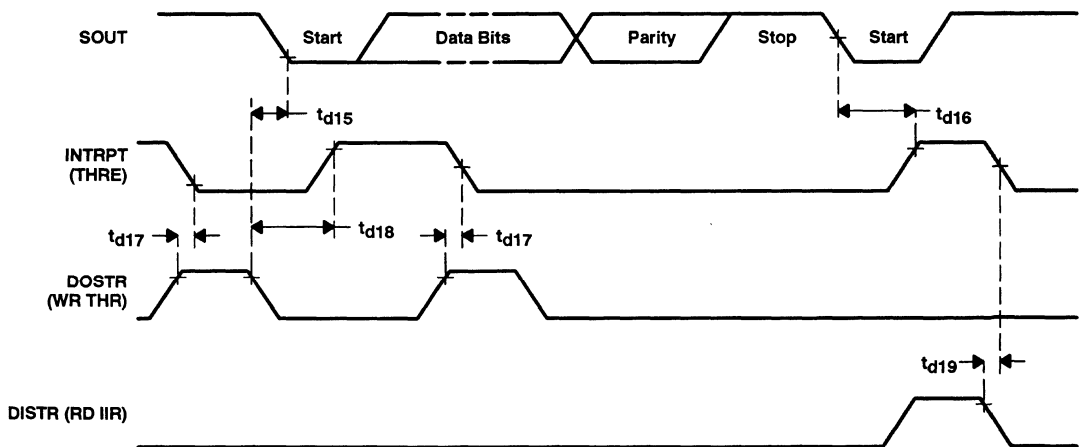 SOUT
Start
Data Bits
Parity
Stop
Start
td15
td16
INTRPT
(THRE)
td18
td17
td17
DOSTR
(WR THR)
td19
DISTR (RD IIR)